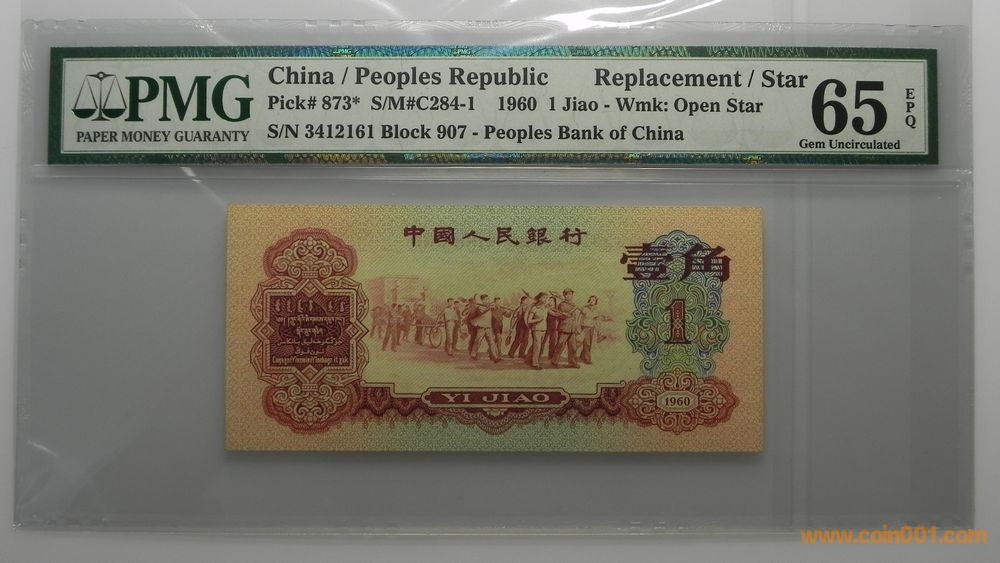 PMG
PAPER MONEY GUARANTY
China / Peoples Republic Replacement / Star
Pick# 873* S/M#C284-1 1960 1 Jiao - Wmk: Open Star
S/N 3412161 Block 907 - Peoples Bank of China
65
EPQ
Gem Uncirculated
中國人民銀行
壹角
1
YI JIAO
1960
www.coin001.com